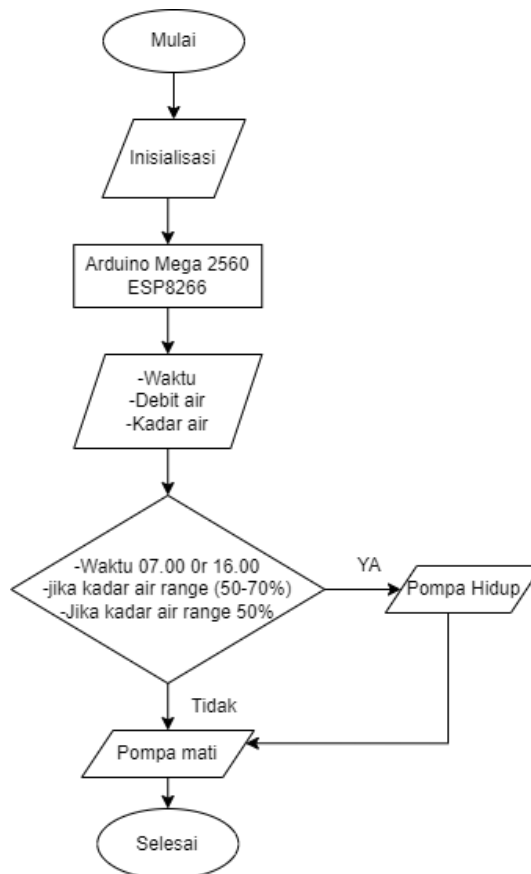 Mulai
Inisialisasi
Arduino Mega 2560
ESP8266
-Waktu
-Debit air
-Kadar air
-Waktu 07.00 0r 16.00
-jika kadar air range (50-70%)
-Jika kadar air range 50%
YA
Pompa Hidup
Tidak
Pompa mati
Selesai